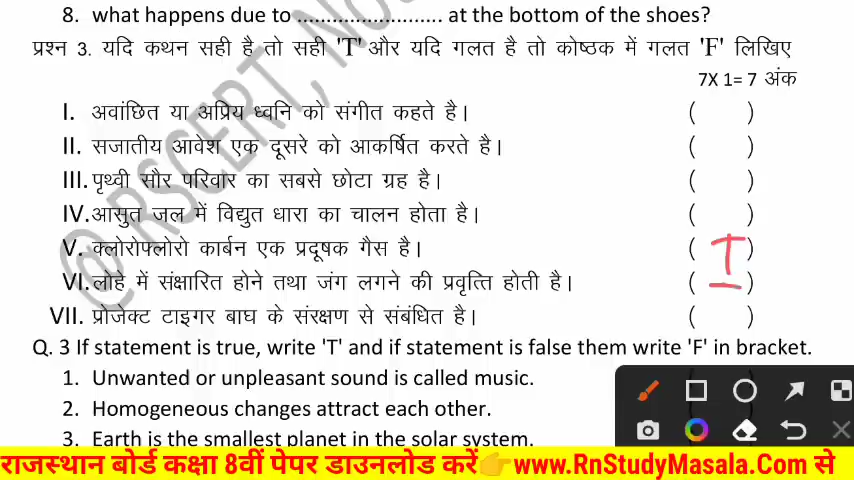 8. what happens due to ......................... at the bottom of the shoes?
प्रश्न 3. यदि कथन सही है तो सही 'T' और यदि गलत है तो कोष्ठक में गलत 'F' लिखिए
7X 1= 7 अंक
I. अवांछित या अप्रिय ध्वनि को संगीत कहते है। ( )
II. सजातीय आवेश एक दूसरे को आकर्षित करते है। ( )
III. पृथ्वी सौर परिवार का सबसे छोटा ग्रह है। ( )
IV. आसुत जल में विद्युत धारा का चालन होता है। ( )
V. क्लोरोफ्लोरो कार्बन एक प्रदूषक गैस है। ( T )
VI. लोहे में संक्षारित होने तथा जंग लगने की प्रवृत्ति होती है। ( )
VII. प्रोजेक्ट टाइगर बाघ के संरक्षण से संबंधित है। ( )
Q. 3 If statement is true, write 'T' and if statement is false them write 'F' in bracket.
1. Unwanted or unpleasant sound is called music.
2. Homogeneous changes attract each other.
3. Earth is the smallest planet in the solar system.
राजस्थान बोर्ड कक्षा 8वीं पेपर डाउनलोड करें👉www.RnStudyMasala.Com से
@RSCERT,